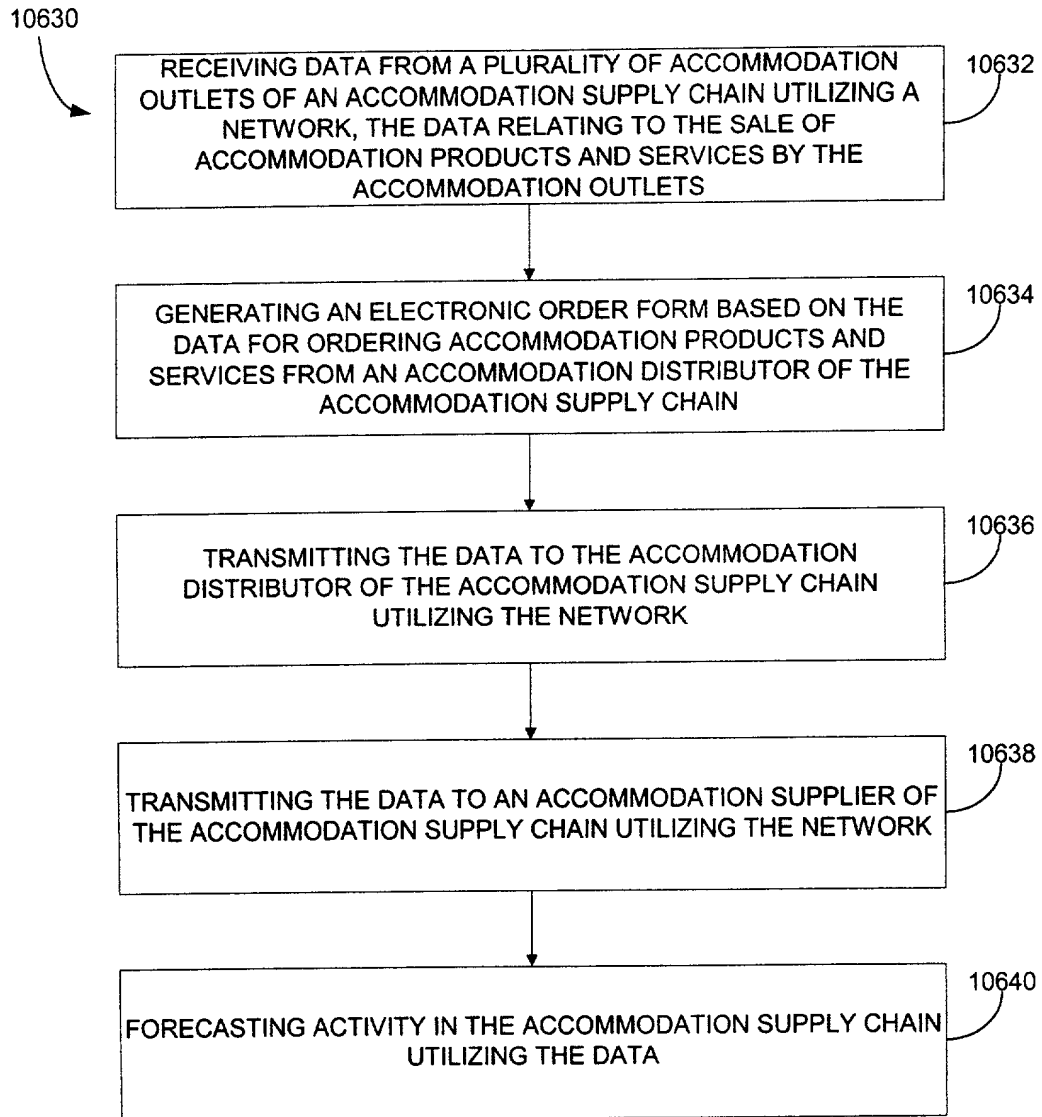 10630
RECEIVING DATA FROM A PLURALITY OF ACCOMMODATION
OUTLETS OF AN ACCOMMODATION SUPPLY CHAIN UTILIZING A
NETWORK, THE DATA RELATING TO THE SALE OF
ACCOMMODATION PRODUCTS AND SERVICES BY THE
ACCOMMODATION OUTLETS
10632
GENERATING AN ELECTRONIC ORDER FORM BASED ON THE
DATA FOR ORDERING ACCOMMODATION PRODUCTS AND
SERVICES FROM AN ACCOMMODATION DISTRIBUTOR OF THE
ACCOMMODATION SUPPLY CHAIN
10634
TRANSMITTING THE DATA TO THE ACCOMMODATION
DISTRIBUTOR OF THE ACCOMMODATION SUPPLY CHAIN
UTILIZING THE NETWORK
10636
TRANSMITTING THE DATA TO AN ACCOMMODATION SUPPLIER OF
THE ACCOMMODATION SUPPLY CHAIN UTILIZING THE NETWORK
10638
FORECASTING ACTIVITY IN THE ACCOMMODATION SUPPLY CHAIN
UTILIZING THE DATA
10640